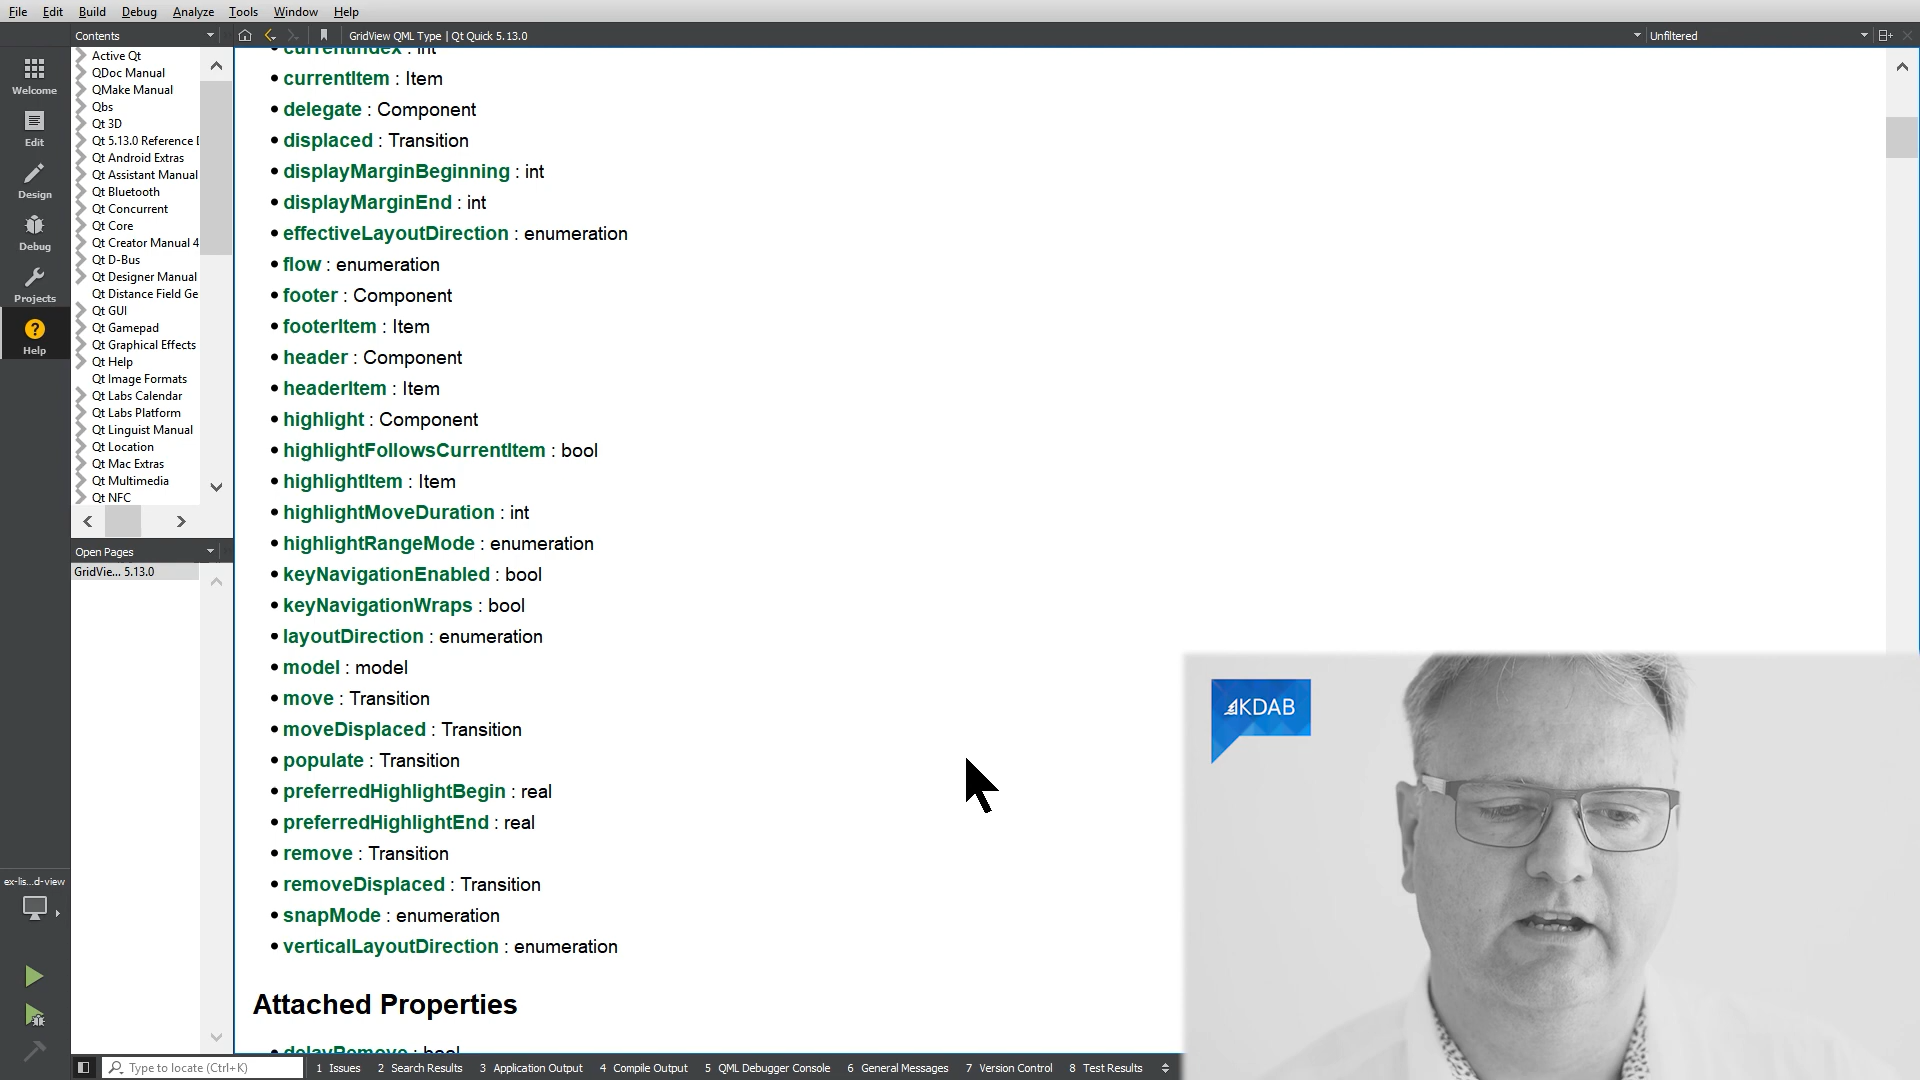 File Edit Build Debug Analyze Tools Window Help
Contents
GridView QML Type | Qt Quick 5.13.0
Unfiltered
Welcome
Edit
Design
Debug
Projects
Help
ex-lis...d-view
Active Qt
QDoc Manual
QMake Manual
Qbs
Qt 3D
Qt 5.13.0 Reference
Qt Android Extras
Qt Assistant Manual
Qt Bluetooth
Qt Concurrent
Qt Core
Qt Creator Manual 4
Qt D-Bus
Qt Designer Manual
Qt Distance Field Ge
Qt GUI
Qt Gamepad
Qt Graphical Effects
Qt Help
Qt Image Formats
Qt Labs Calendar
Qt Labs Platform
Qt Linguist Manual
Qt Location
Qt Mac Extras
Qt Multimedia
Qt NFC
Open Pages
GridVie... 5.13.0
currentIndex : int
currentItem : Item
delegate : Component
displaced : Transition
displayMarginBeginning : int
displayMarginEnd : int
effectiveLayoutDirection : enumeration
flow : enumeration
footer : Component
footerItem : Item
header : Component
headerItem : Item
highlight : Component
highlightFollowsCurrentItem : bool
highlightItem : Item
highlightMoveDuration : int
highlightRangeMode : enumeration
keyNavigationEnabled : bool
keyNavigationWraps : bool
layoutDirection : enumeration
model : model
move : Transition
moveDisplaced : Transition
populate : Transition
preferredHighlightBegin : real
preferredHighlightEnd : real
remove : Transition
removeDisplaced : Transition
snapMode : enumeration
verticalLayoutDirection : enumeration
Attached Properties
delayRemove : bool
KDAB
Type to locate (Ctrl+K)
1 Issues 2 Search Results 3 Application Output 4 Compile Output 5 QML Debugger Console 6 General Messages 7 Version Control 8 Test Results